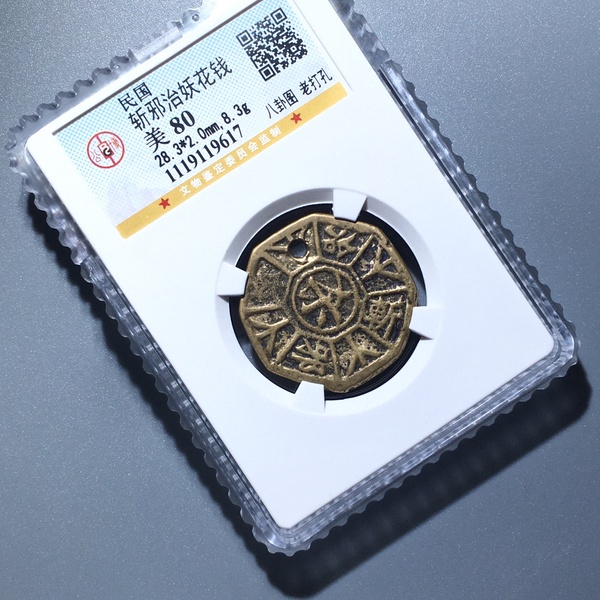 民国
斩邪治妖花钱
美 80
28.3*2.0mm,8.3g 八卦图 老打孔
1119119617
★ 文物鉴定委员会监制 ★